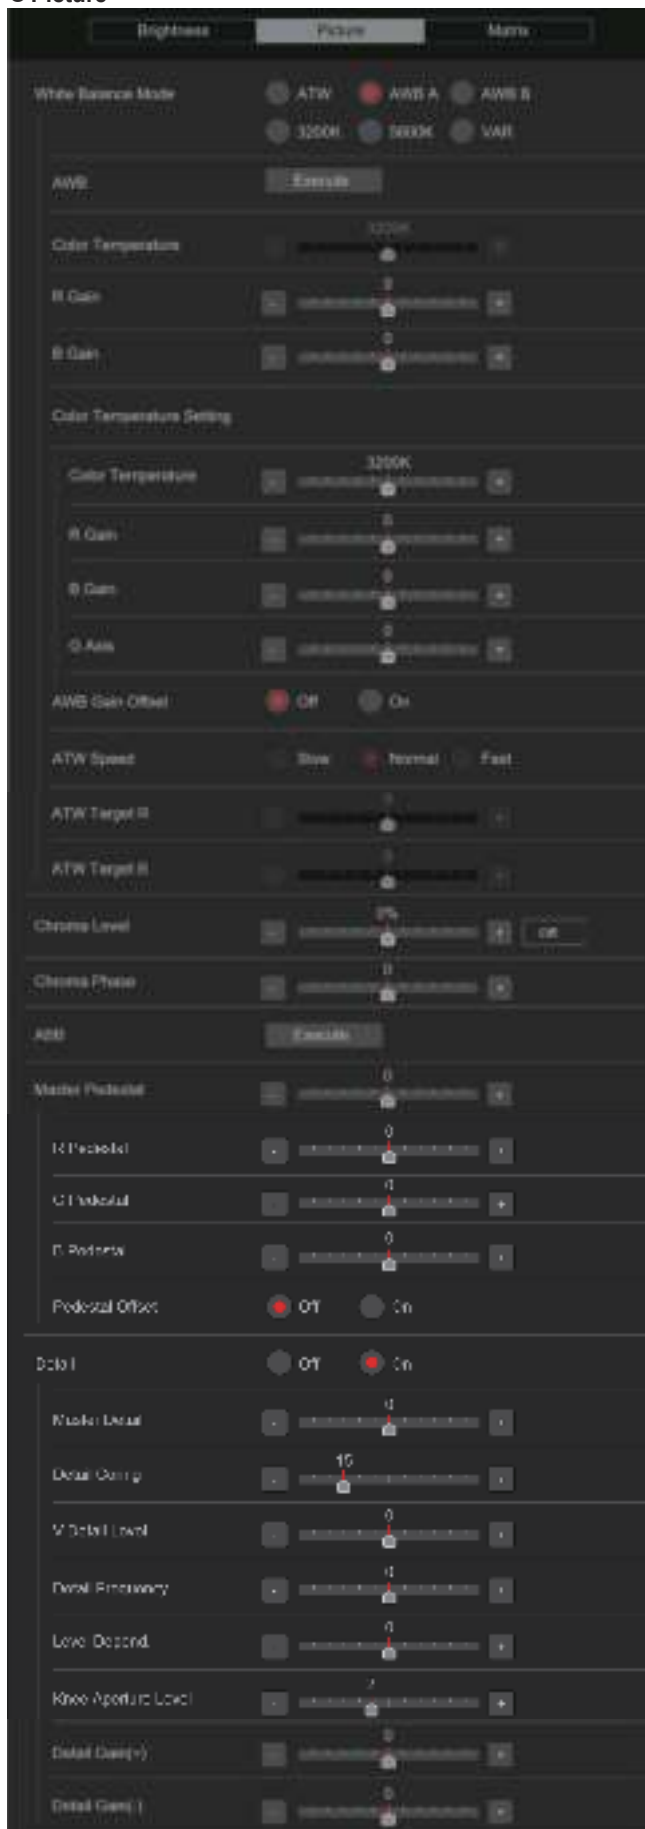 Picture
Brightness Picture Matrix
White Balance Mode ATW AWB A AWB B
3200K 5600K VAR
AWB Execute
3200K
Color Temperature
0
R Gain - +
0
B Gain - +
Color Temperature Setting
3200K
Color Temperature - +
0
R Gain - +
0
B Gain - +
0
G Axis - +
AWB Gain Offset Off On
ATW Speed Slow Normal Fast
0
ATW Target R
0
ATW Target B
0%
Chroma Level - + Off
0
Chroma Phase - +
ABB Execute
0
Master Pedestal - +
0
R Pedestal - +
0
G Pedestal - +
0
B Pedestal - +
Pedestal Offset Off On
Detail Off On
0
Master Detail - +
15
Detail Coring - +
0
V Detail Level - +
0
Detail Frequency - +
0
Level Depend. - +
2
Knee Aperture Level - +
0
Detail Gain(+) - +
0
Detail Gain(-) - +